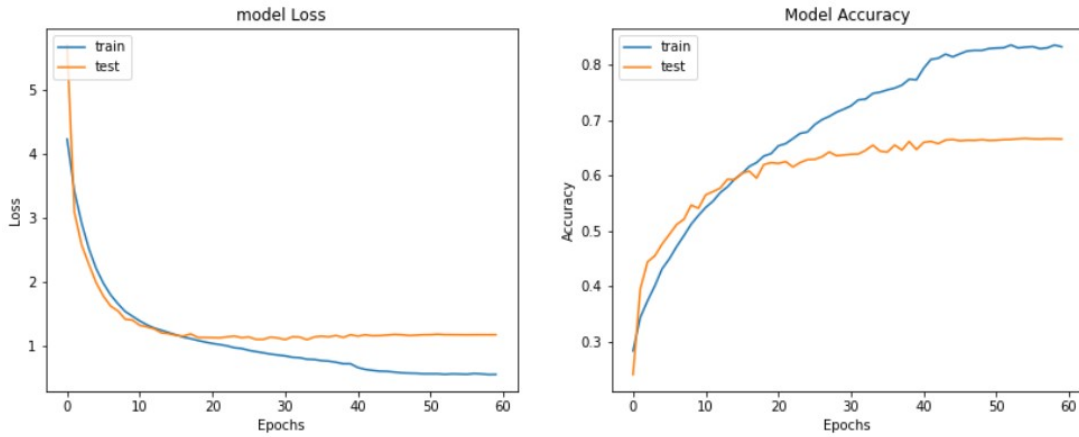 model Loss
train
test
5
4
3
2
1
Loss
0 10 20 30 40 50 60
Epochs
Model Accuracy
train
test
0.8
0.7
0.6
0.5
0.4
0.3
Accuracy
0 10 20 30 40 50 60
Epochs